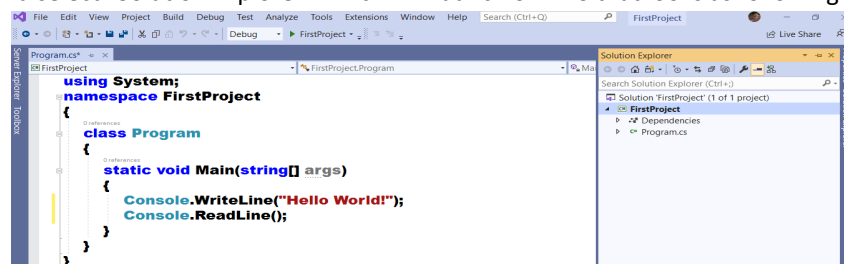 File Edit View Project Build Debug Test Analyze Tools Extensions Window Help Search (Ctrl+Q) FirstProject
Debug FirstProject Live Share
Server Explorer Toolbox
Program.cs*
FirstProject FirstProject.Program
using System;
namespace FirstProject
{
0 references
class Program
{
0 references
static void Main(string[] args)
{
Console.WriteLine("Hello World!");
Console.ReadLine();
}
}
}
Solution Explorer
Search Solution Explorer (Ctrl+;)
Solution 'FirstProject' (1 of 1 project)
FirstProject
Dependencies
C# Program.cs